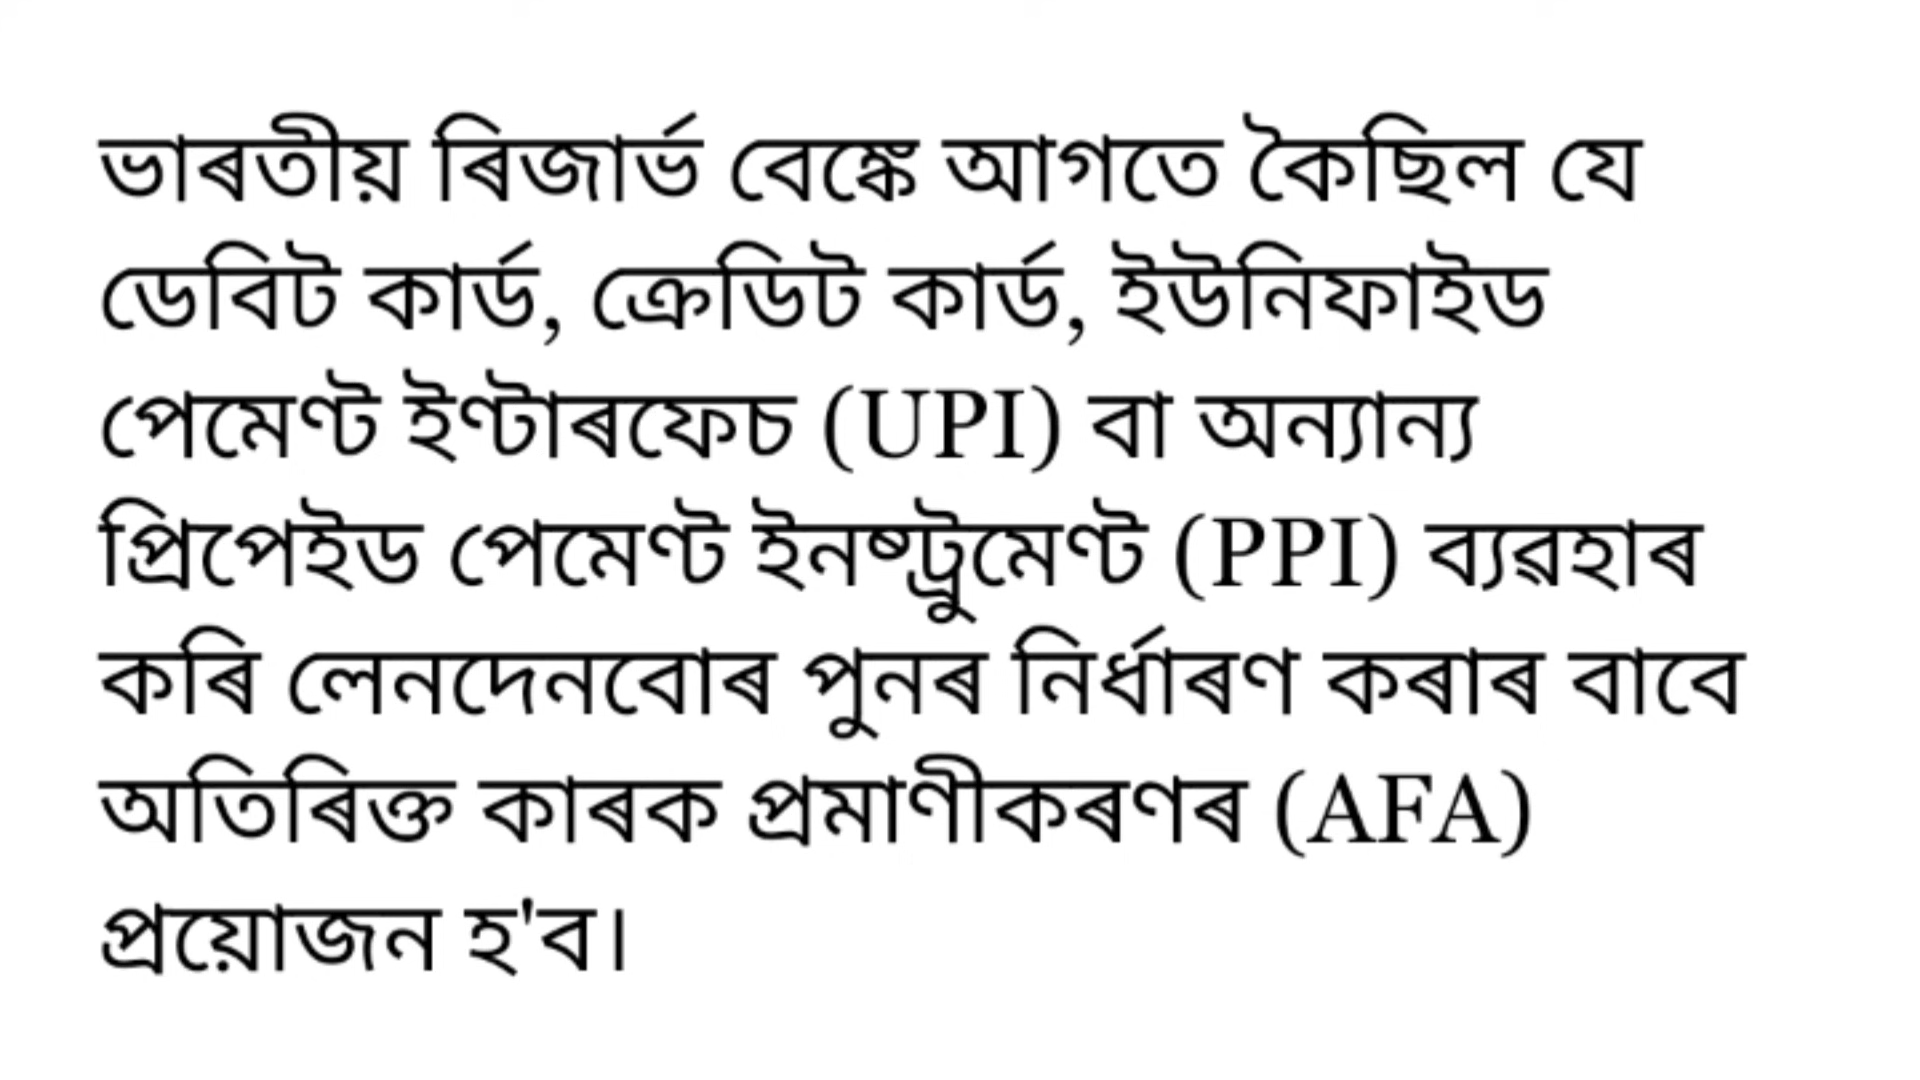 ভাৰতীয় ৰিজাৰ্ভ বেঙ্কে আগতে কৈছিল যে
ডেবিট কাৰ্ড, ক্ৰেডিট কাৰ্ড, ইউনিফাইড
পেমেণ্ট ইণ্টাৰফেচ (UPI) বা অন্যান্য
প্ৰিপেইড পেমেণ্ট ইনষ্ট্ৰুমেণ্ট (PPI) ব্যৱহাৰ
কৰি লেনদেনবোৰ পুনৰ নিৰ্ধাৰণ কৰাৰ বাবে
অতিৰিক্ত কাৰক প্ৰমাণীকৰণৰ (AFA)
প্ৰয়োজন হ'ব।